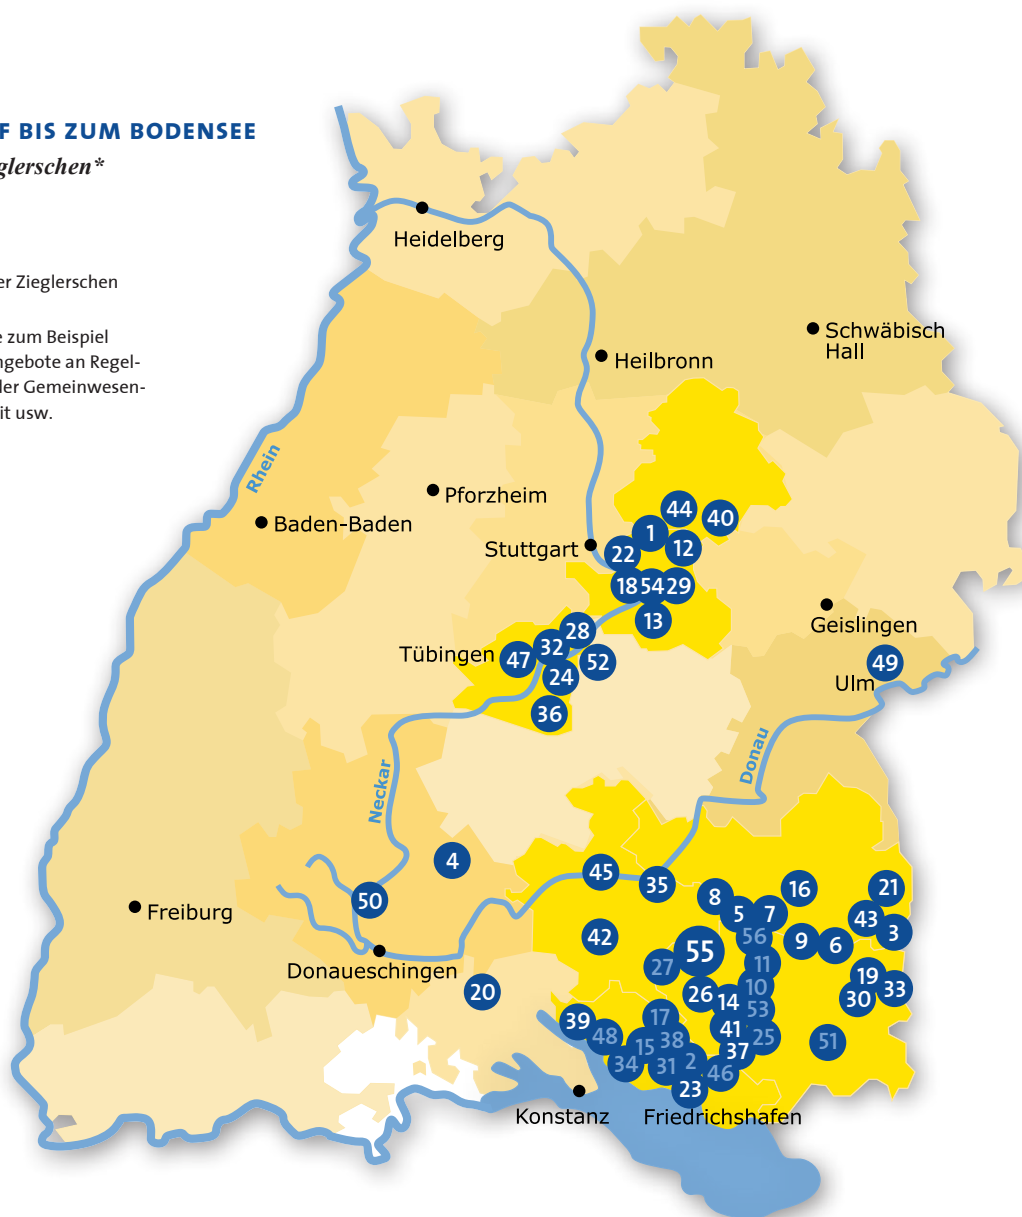 F BIS ZUM BODENSEE
glerschen*
er Zieglerschen
e zum Beispiel
ngebote an Regel-
der Gemeinwesen-
it usw.
Heidelberg
Schwäbisch
Hall
Heilbronn
Rhein
Pforzheim
Baden-Baden
44
40
1
Stuttgart
22
12
18
54
29
13
Geislingen
28
Tübingen
32
47
52
24
49
Ulm
36
Donau
Neckar
4
45
35
50
8
16
21
Freiburg
5
7
43
3
42
56
9
6
55
Donaueschingen
27
11
19
33
20
26
10
30
14
53
39
17
48
41
25
51
15
38
37
34
31
2
46
23
Konstanz
Friedrichshafen